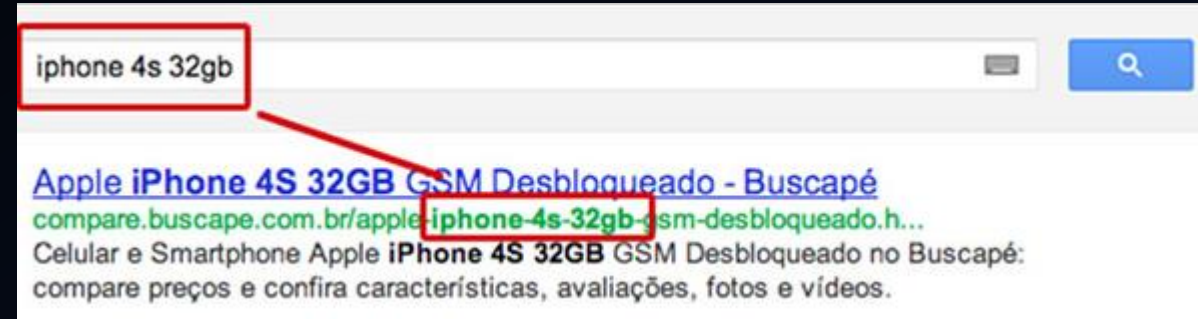 iphone 4s 32gb
Apple iPhone 4S 32GB GSM Desbloqueado - Buscapé
compare.buscape.com.br/apple-iphone-4s-32gb-gsm-desbloqueado.h...
Celular e Smartphone Apple iPhone 4S 32GB GSM Desbloqueado no Buscapé:
compare preços e confira características, avaliações, fotos e vídeos.